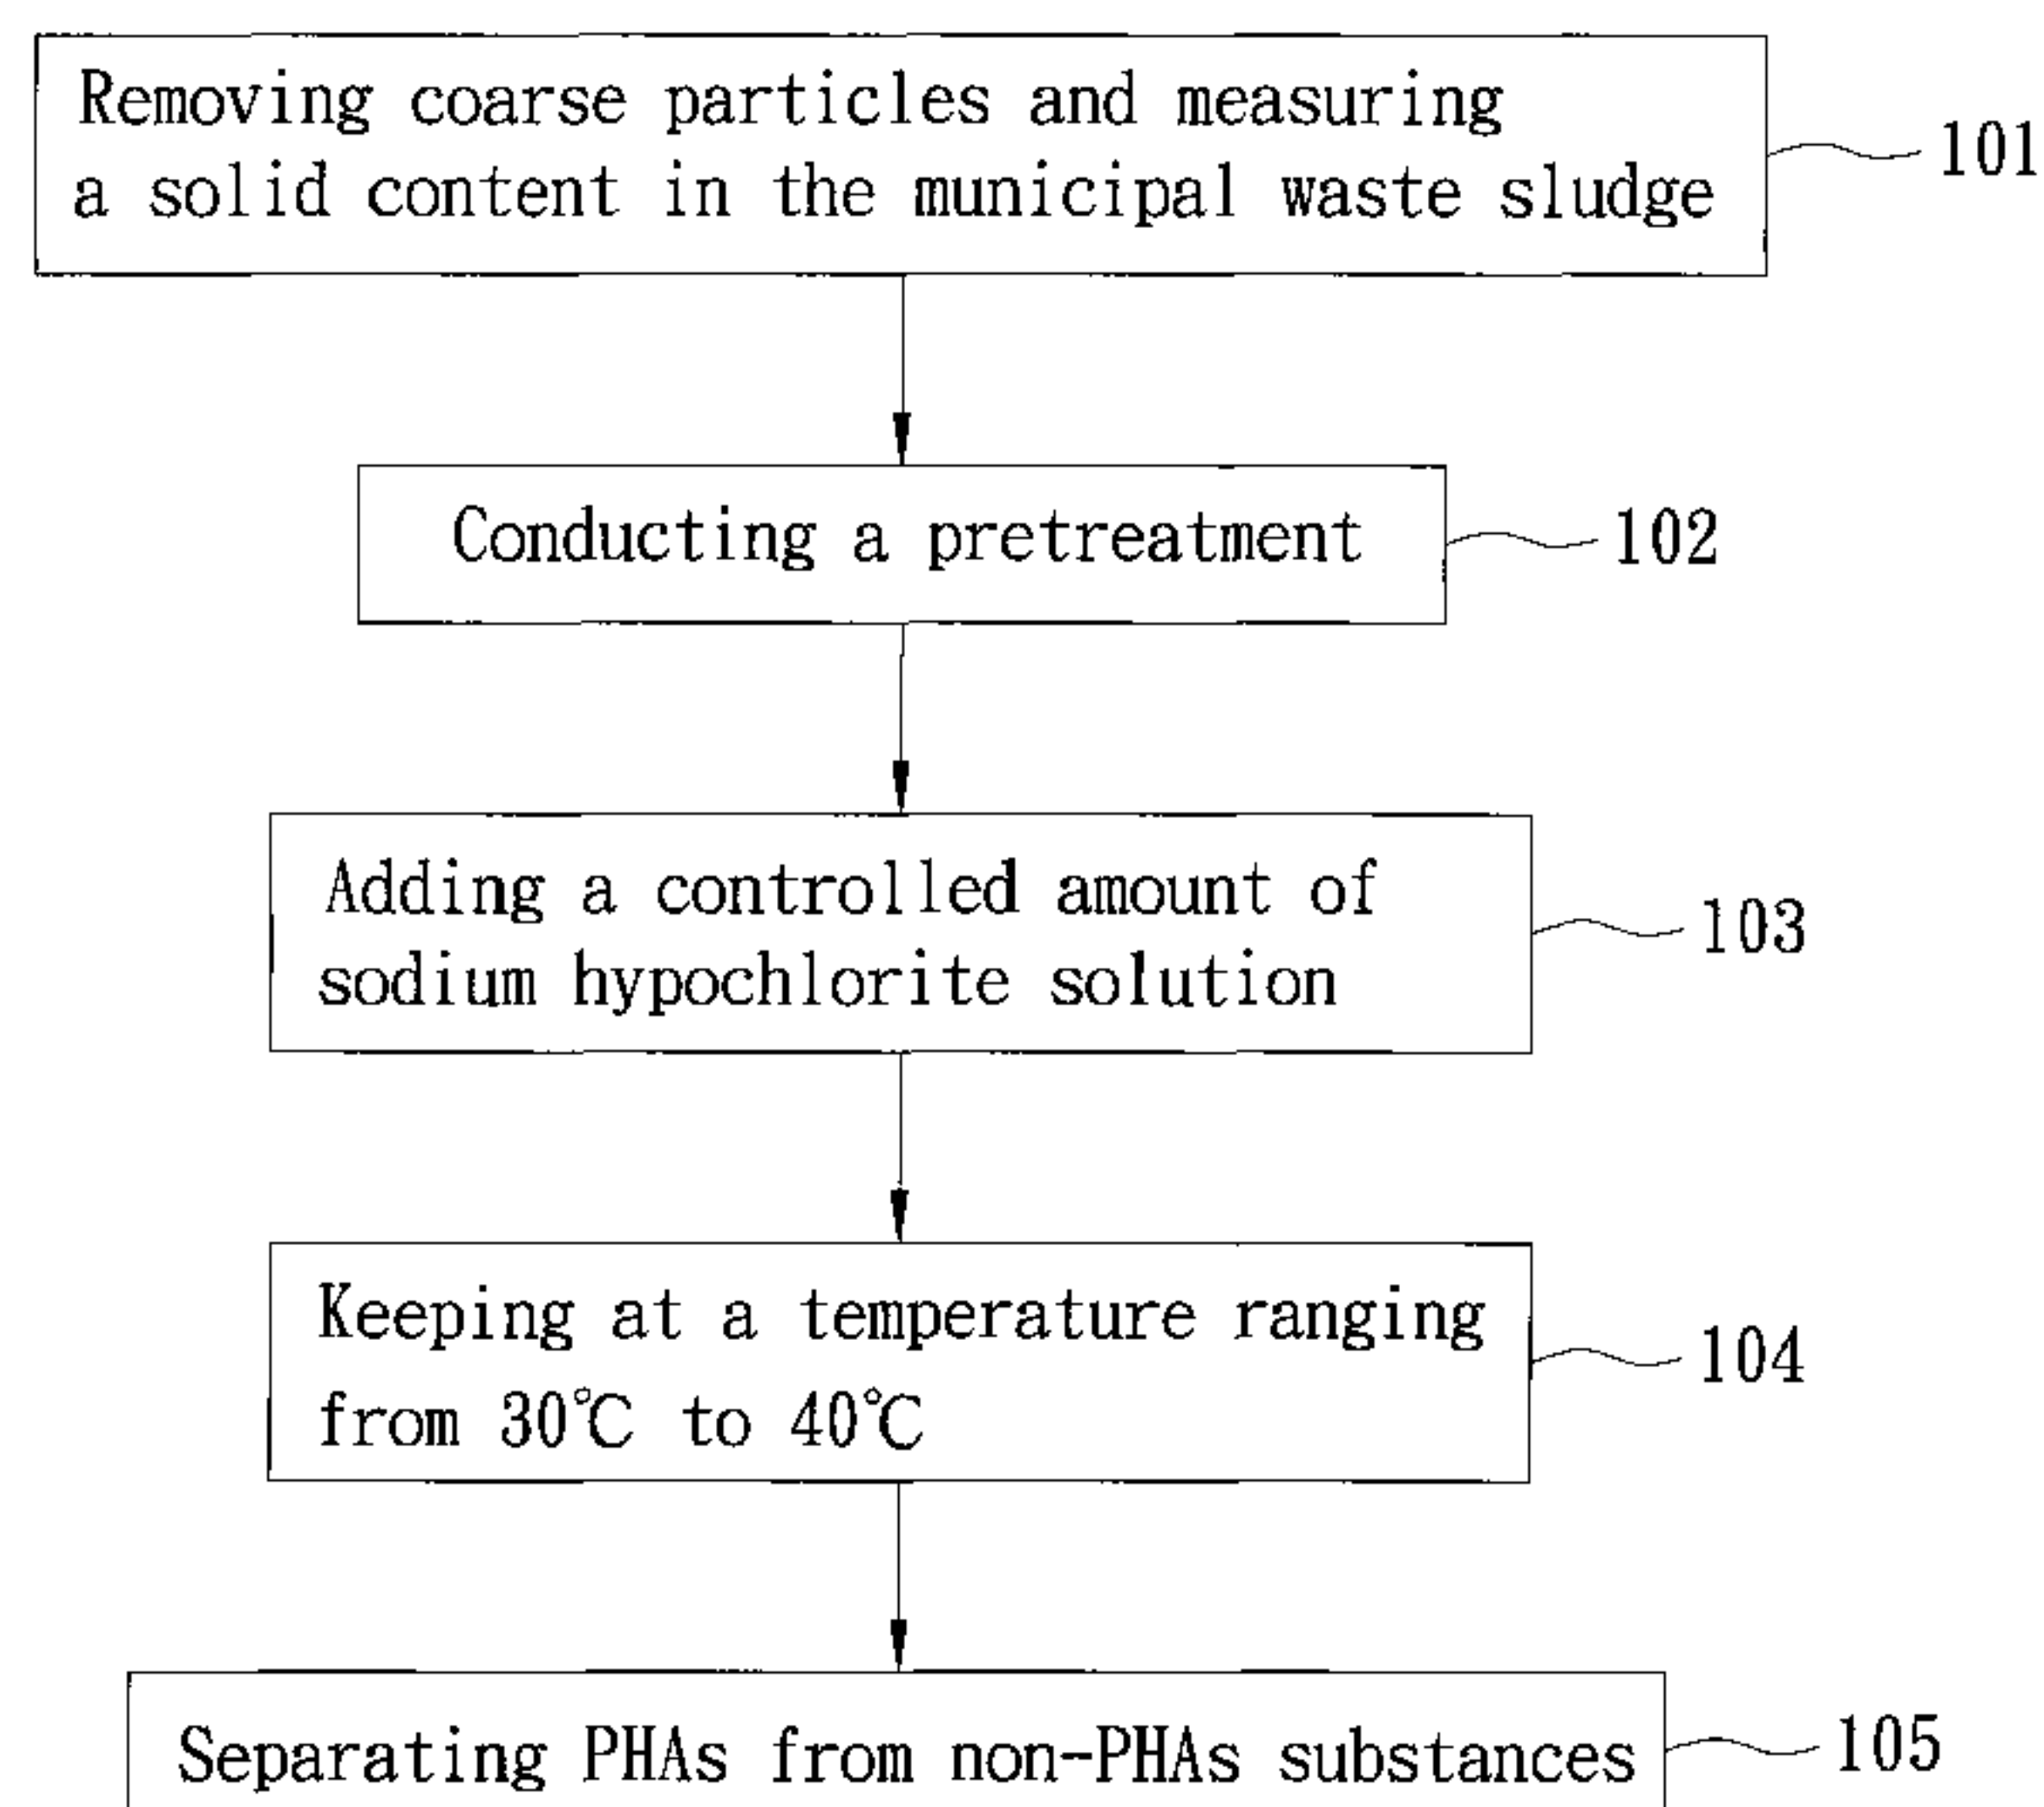 Removing coarse particles and measuring
a solid content in the municipal waste sludge
101
Conducting a pretreatment
102
Adding a controlled amount of
sodium hypochlorite solution
103
Keeping at a temperature ranging
from 30℃ to 40℃
104
Separating PHAs from non-PHAs substances
105